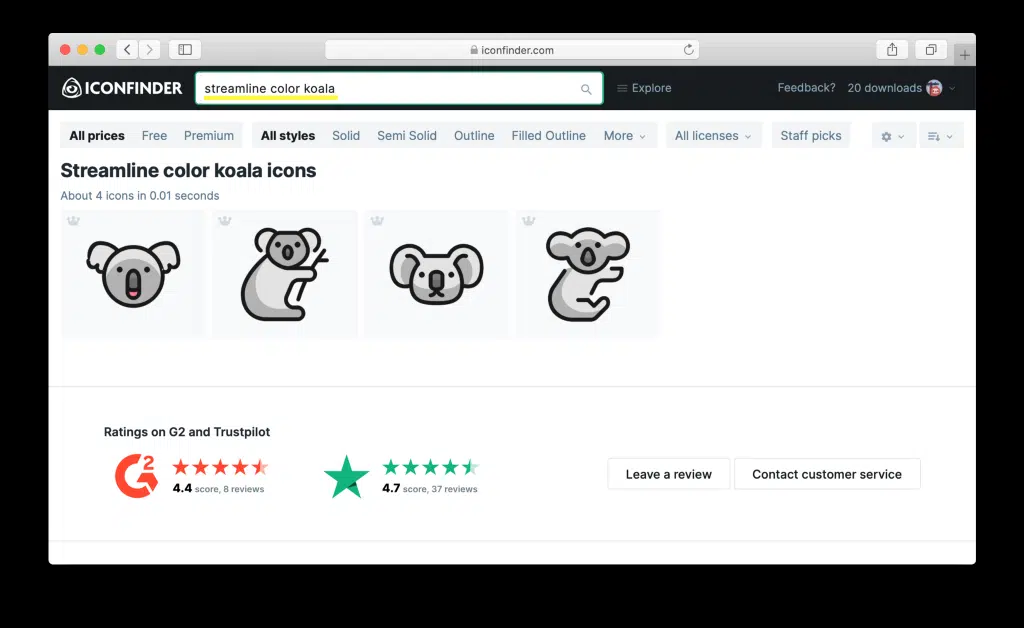 iconfinder.com
ICONFINDER
streamline color koala
Explore
Feedback?
20 downloads
All prices
Free
Premium
All styles
Solid
Semi Solid
Outline
Filled Outline
More
All licenses
Staff picks
Streamline color koala icons
About 4 icons in 0.01 seconds
Ratings on G2 and Trustpilot
G2
4.4 score, 8 reviews
4.7 score, 37 reviews
Leave a review
Contact customer service